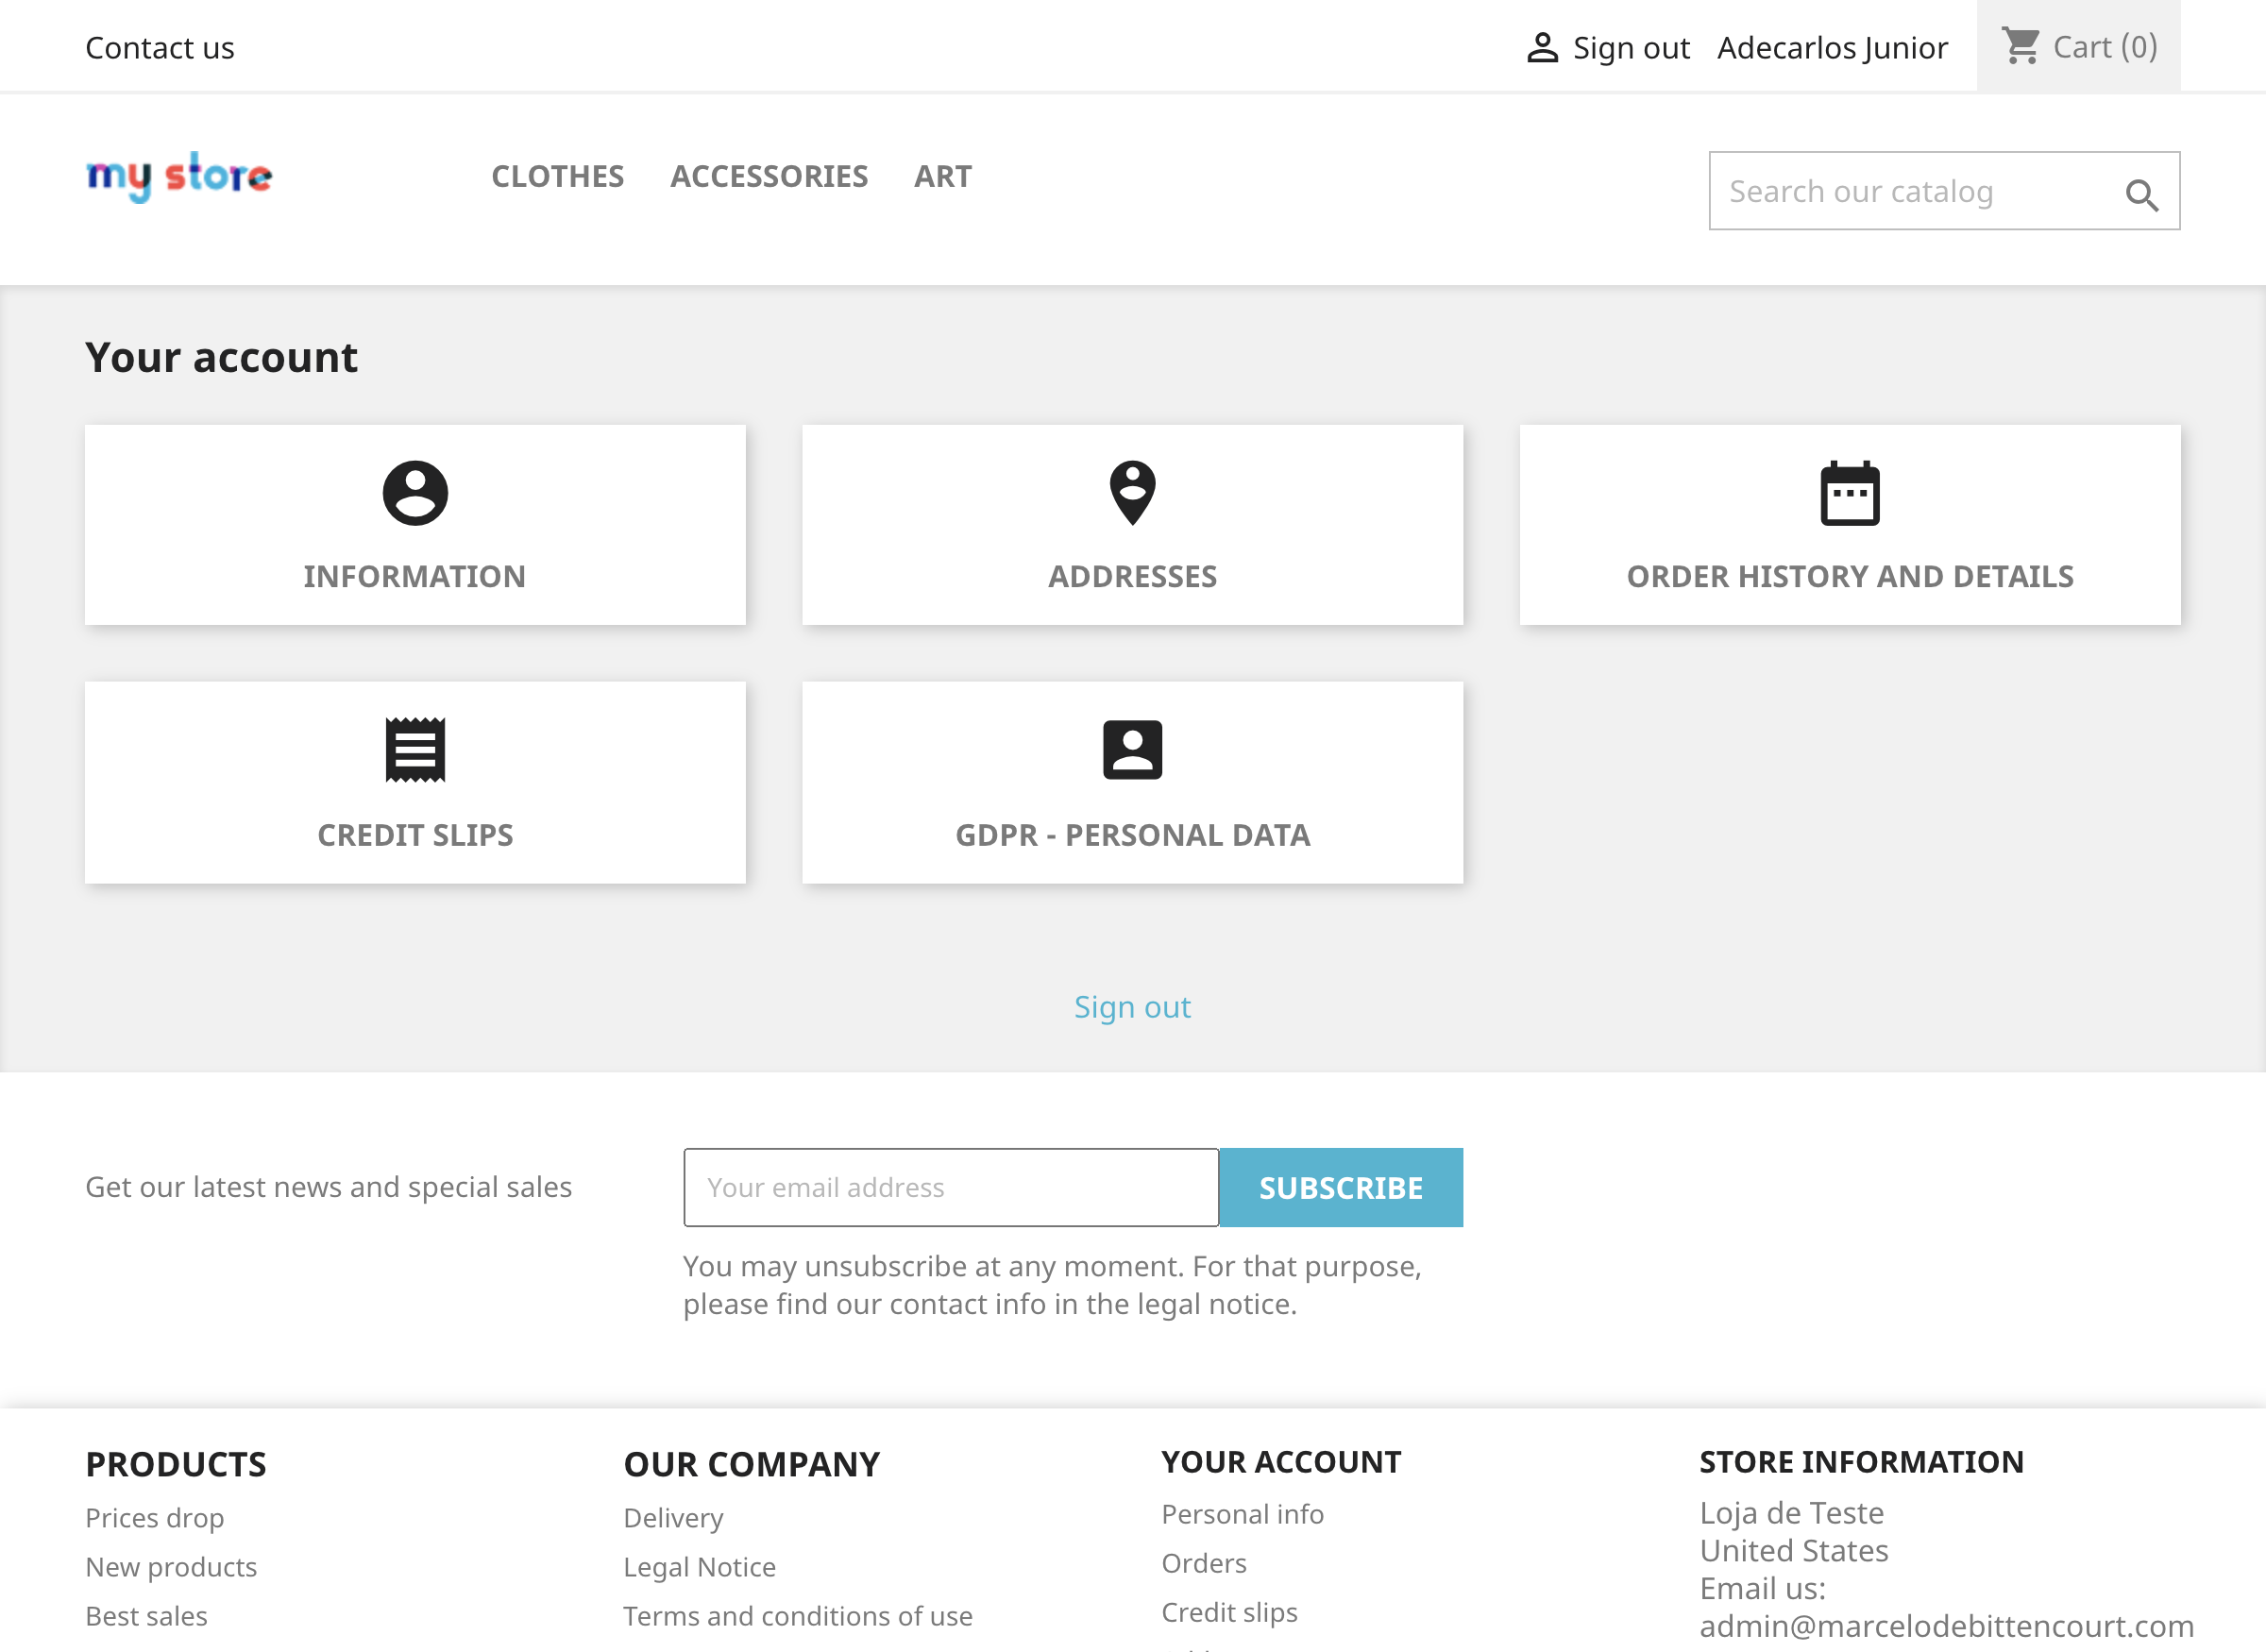 Contact us
Sign out Adecarlos Junior Cart (0)
my store
CLOTHES ACCESSORIES ART
Search our catalog
Your account
INFORMATION
ADDRESSES
ORDER HISTORY AND DETAILS
CREDIT SLIPS
GDPR - PERSONAL DATA
Sign out
Get our latest news and special sales
Your email address
SUBSCRIBE
You may unsubscribe at any moment. For that purpose,
please find our contact info in the legal notice.
PRODUCTS
Prices drop
New products
Best sales
OUR COMPANY
Delivery
Legal Notice
Terms and conditions of use
YOUR ACCOUNT
Personal info
Orders
Credit slips
STORE INFORMATION
Loja de Teste
United States
Email us:
admin@marcelodebittencourt.com